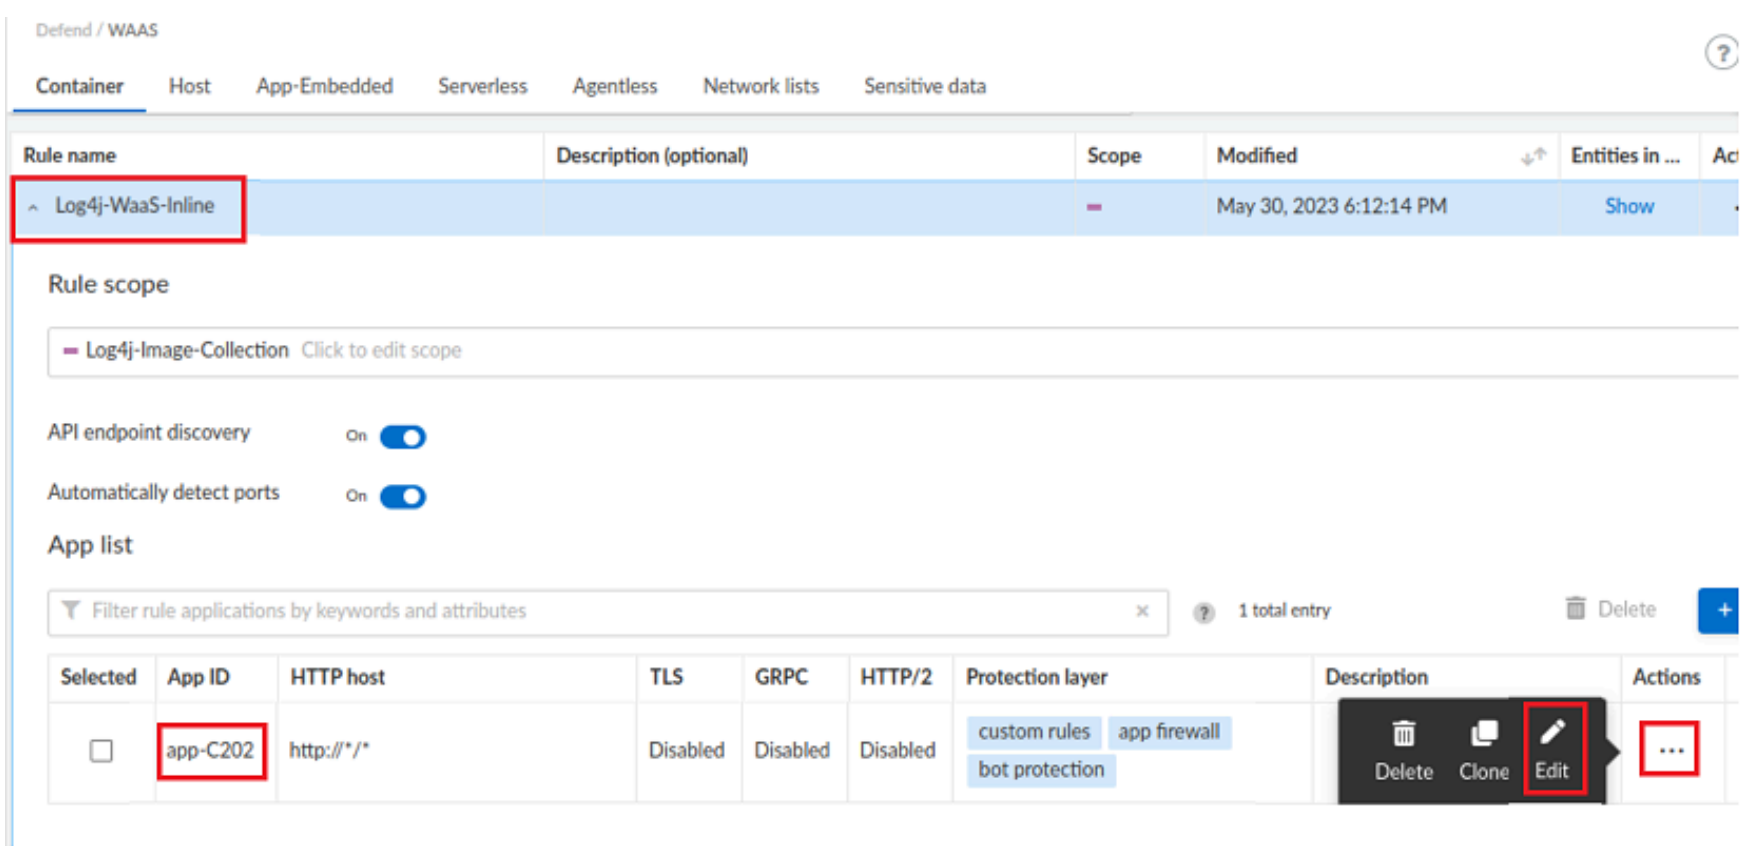 Defend / WAAS
?
Container Host App-Embedded Serverless Agentless Network lists Sensitive data
Rule name Description (optional) Scope Modified Entities in ...
Log4j-WaaS-Inline May 30, 2023 6:12:14 PM Show
Rule scope
Log4j-Image-Collection Click to edit scope
API endpoint discovery On
Automatically detect ports On
App list
Filter rule applications by keywords and attributes ? 1 total entry Delete +
Selected App ID HTTP host TLS GRPC HTTP/2 Protection layer Description Actions
app-C202 http://*/* Disabled Disabled Disabled custom rules app firewall
bot protection
Delete Clone Edit ...